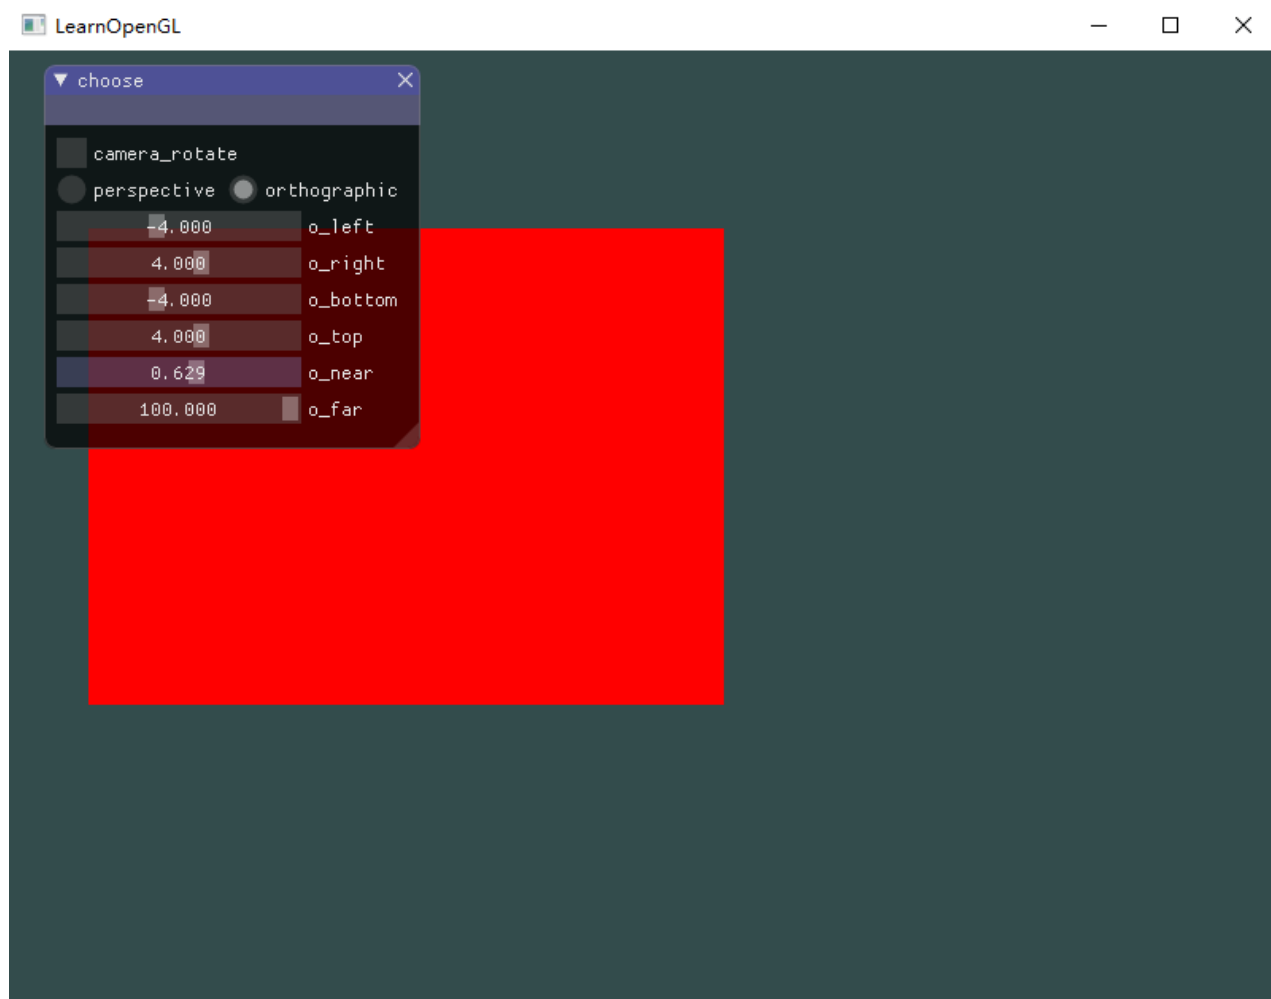 LearnOpenGL
choose
camera_rotate
perspective orthographic
-4.000 o_left
4.000 o_right
-4.000 o_bottom
4.000 o_top
0.629 o_near
100.000 o_far